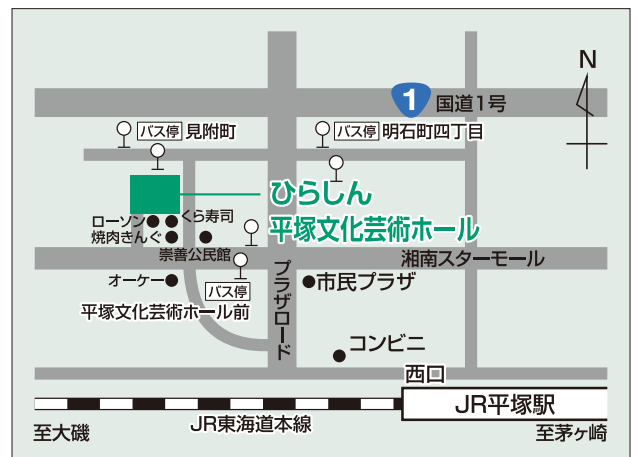 N
1
国道1号
バス停 見附町
バス停 明石町四丁目
ひらしん
平塚文化芸術ホール
ローソン
くら寿司
焼肉きんぐ
崇善公民館
湘南スターモール
オーケー
バス停
平塚文化芸術ホール前
プラザロード
市民プラザ
コンビニ
西口
JR平塚駅
JR東海道本線
至大磯
至茅ヶ崎